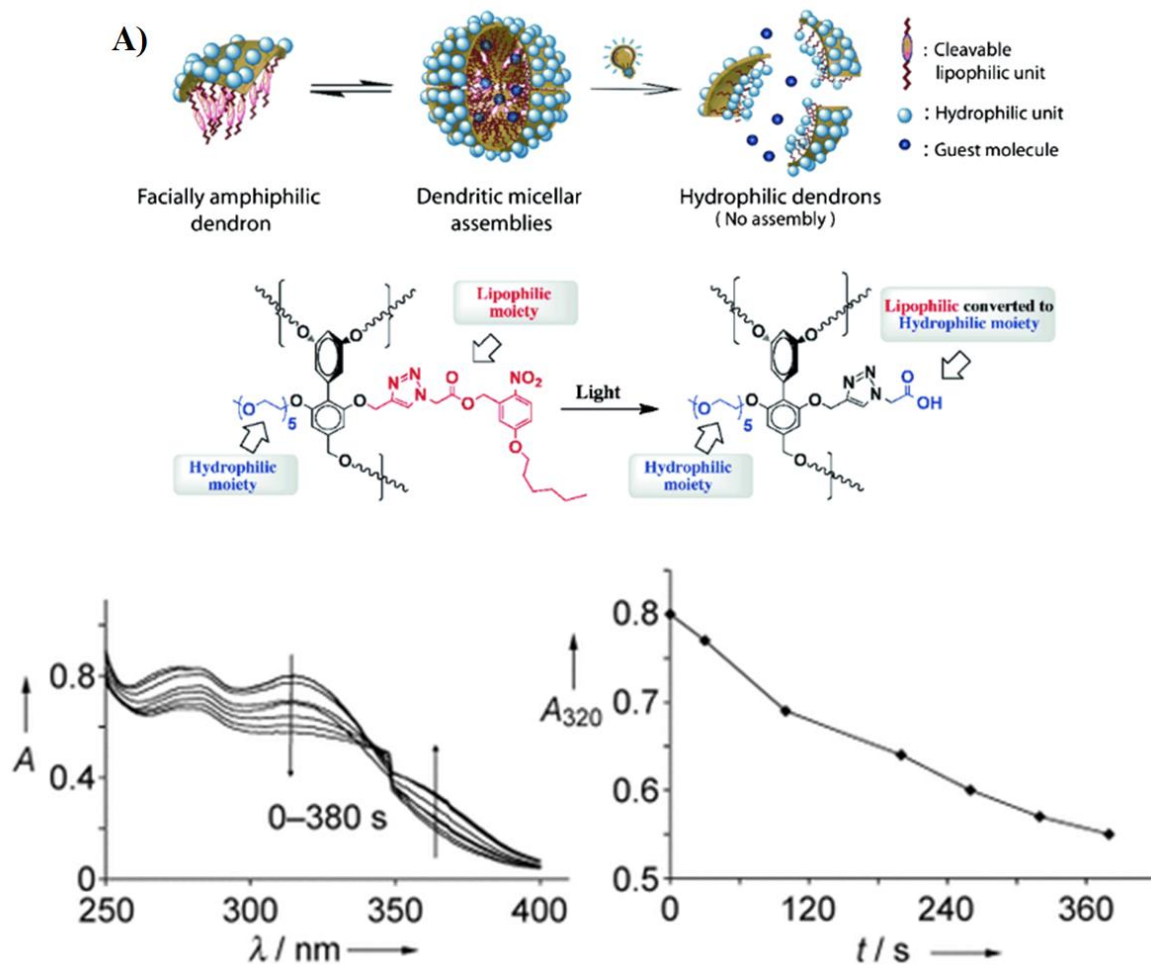 A)
Facially amphiphilic
dendron
Dendritic micellar
assemblies
Hydrophilic dendrons
( No assembly )
: Cleavable
lipophilic unit
: Hydrophilic unit
: Guest molecule
Lipophilic
moiety
Lipophilic converted to
Hydrophilic moiety
O
O
N
N
N
O
O
NO₂
O
5
O
O
O
O
Hydrophilic
moiety
Light
O
O
N
N
N
O
OH
O
5
O
O
O
Hydrophilic
moiety
0.8
0.4
0
A
0–380 s
250
300
350
400
λ / nm
0.8
0.7
0.6
0.5
A₃₂₀
0
120
240
360
t / s